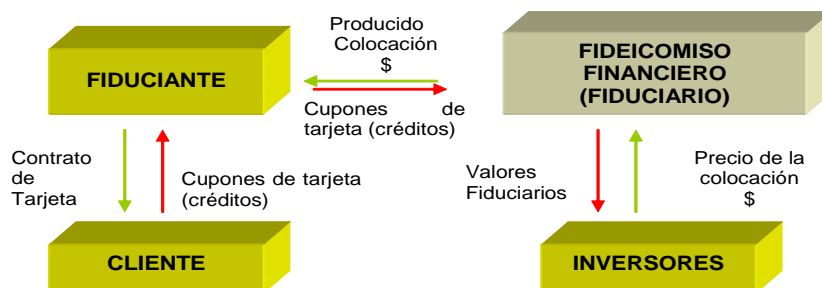 Producido
Colocación
$
FIDUCIANTE
FIDEICOMISO
FINANCIERO
(FIDUCIARIO)
Cupones de
tarjeta (créditos)
Contrato
de
Tarjeta
Cupones de tarjeta
(créditos)
Valores
Fiduciarios
Precio de la
colocación
$
CLIENTE
INVERSORES